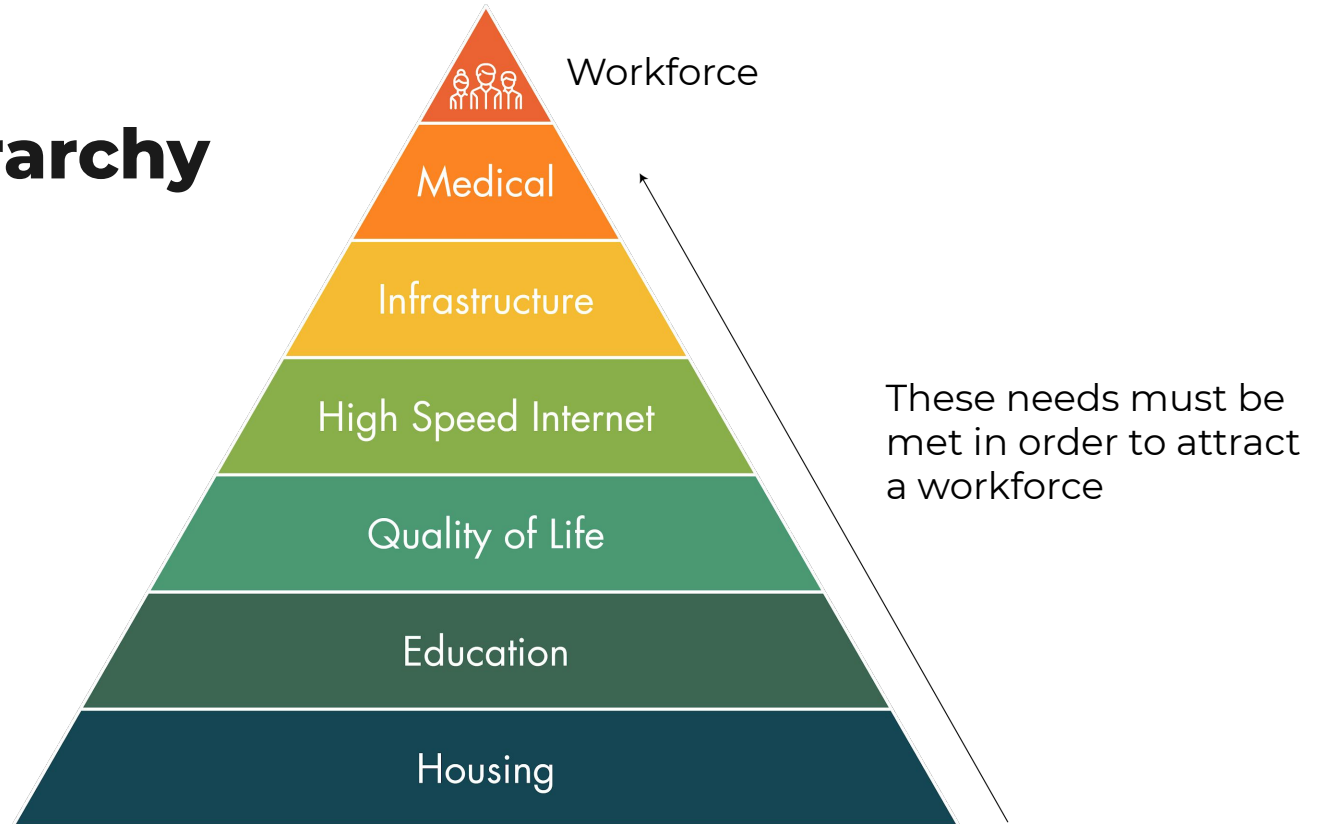 Workforce
rarchy
Medical
Infrastructure
High Speed Internet
These needs must be
met in order to attract
a workforce
Quality of Life
Education
Housing